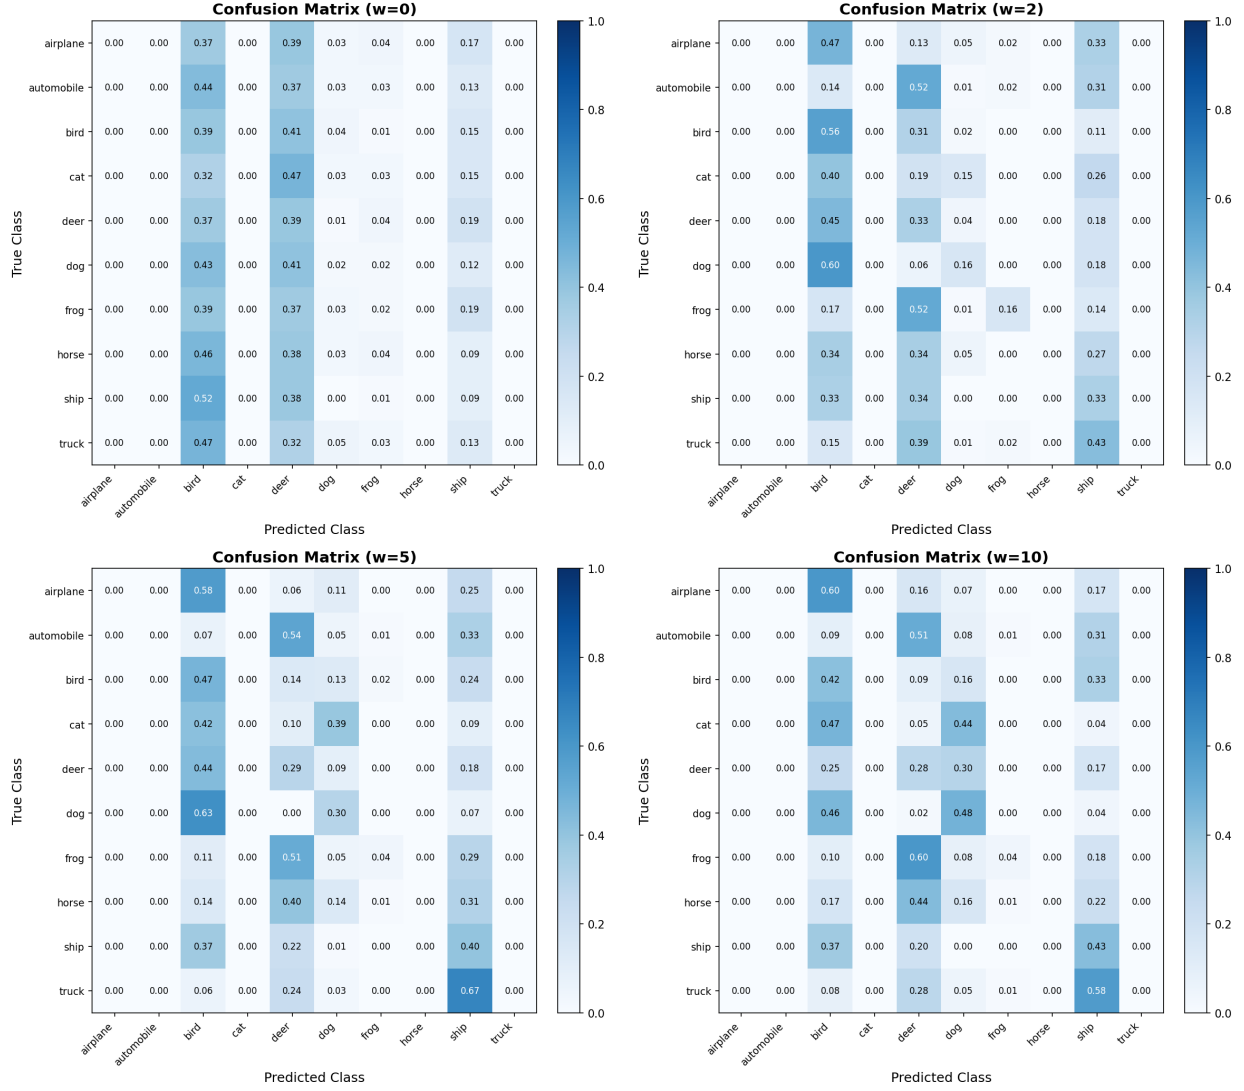 Confusion Matrix (w=0)
airplane 0.00 0.00 0.37 0.00 0.39 0.03 0.04 0.00 0.17 0.00
automobile 0.00 0.00 0.44 0.00 0.37 0.03 0.03 0.00 0.13 0.00
bird 0.00 0.00 0.39 0.00 0.41 0.04 0.01 0.00 0.15 0.00
cat 0.00 0.00 0.32 0.00 0.47 0.03 0.03 0.00 0.15 0.00
deer 0.00 0.00 0.37 0.00 0.39 0.01 0.04 0.00 0.19 0.00
dog 0.00 0.00 0.43 0.00 0.41 0.02 0.02 0.00 0.12 0.00
frog 0.00 0.00 0.39 0.00 0.37 0.03 0.02 0.00 0.19 0.00
horse 0.00 0.00 0.46 0.00 0.38 0.03 0.04 0.00 0.09 0.00
ship 0.00 0.00 0.52 0.00 0.38 0.00 0.01 0.00 0.09 0.00
truck 0.00 0.00 0.47 0.00 0.32 0.05 0.03 0.00 0.13 0.00
airplane automobile bird cat deer dog frog horse ship truck
Predicted Class
True Class
1.0
0.8
0.6
0.4
0.2
0.0
Confusion Matrix (w=2)
airplane 0.00 0.00 0.47 0.00 0.13 0.05 0.02 0.00 0.33 0.00
automobile 0.00 0.00 0.14 0.00 0.52 0.01 0.02 0.00 0.31 0.00
bird 0.00 0.00 0.56 0.00 0.31 0.02 0.00 0.00 0.11 0.00
cat 0.00 0.00 0.40 0.00 0.19 0.15 0.00 0.00 0.26 0.00
deer 0.00 0.00 0.45 0.00 0.33 0.04 0.00 0.00 0.18 0.00
dog 0.00 0.00 0.60 0.00 0.06 0.16 0.00 0.00 0.18 0.00
frog 0.00 0.00 0.17 0.00 0.52 0.01 0.16 0.00 0.14 0.00
horse 0.00 0.00 0.34 0.00 0.34 0.05 0.00 0.00 0.27 0.00
ship 0.00 0.00 0.33 0.00 0.34 0.00 0.00 0.00 0.33 0.00
truck 0.00 0.00 0.15 0.00 0.39 0.01 0.02 0.00 0.43 0.00
airplane automobile bird cat deer dog frog horse ship truck
Predicted Class
True Class
1.0
0.8
0.6
0.4
0.2
0.0
Confusion Matrix (w=5)
airplane 0.00 0.00 0.58 0.00 0.06 0.11 0.00 0.00 0.25 0.00
automobile 0.00 0.00 0.07 0.00 0.54 0.05 0.01 0.00 0.33 0.00
bird 0.00 0.00 0.47 0.00 0.14 0.13 0.02 0.00 0.24 0.00
cat 0.00 0.00 0.42 0.00 0.10 0.39 0.00 0.00 0.09 0.00
deer 0.00 0.00 0.44 0.00 0.29 0.09 0.00 0.00 0.18 0.00
dog 0.00 0.00 0.63 0.00 0.00 0.30 0.00 0.00 0.07 0.00
frog 0.00 0.00 0.11 0.00 0.51 0.05 0.04 0.00 0.29 0.00
horse 0.00 0.00 0.14 0.00 0.40 0.14 0.01 0.00 0.31 0.00
ship 0.00 0.00 0.37 0.00 0.22 0.01 0.00 0.00 0.40 0.00
truck 0.00 0.00 0.06 0.00 0.24 0.03 0.00 0.00 0.67 0.00
airplane automobile bird cat deer dog frog horse ship truck
Predicted Class
True Class
1.0
0.8
0.6
0.4
0.2
0.0
Confusion Matrix (w=10)
airplane 0.00 0.00 0.60 0.00 0.16 0.07 0.00 0.00 0.17 0.00
automobile 0.00 0.00 0.09 0.00 0.51 0.08 0.01 0.00 0.31 0.00
bird 0.00 0.00 0.42 0.00 0.09 0.16 0.00 0.00 0.33 0.00
cat 0.00 0.00 0.47 0.00 0.05 0.44 0.00 0.00 0.04 0.00
deer 0.00 0.00 0.25 0.00 0.28 0.30 0.00 0.00 0.17 0.00
dog 0.00 0.00 0.46 0.00 0.02 0.48 0.00 0.00 0.04 0.00
frog 0.00 0.00 0.10 0.00 0.60 0.08 0.04 0.00 0.18 0.00
horse 0.00 0.00 0.17 0.00 0.44 0.16 0.01 0.00 0.22 0.00
ship 0.00 0.00 0.37 0.00 0.20 0.00 0.00 0.00 0.43 0.00
truck 0.00 0.00 0.08 0.00 0.28 0.05 0.01 0.00 0.58 0.00
airplane automobile bird cat deer dog frog horse ship truck
Predicted Class
True Class
1.0
0.8
0.6
0.4
0.2
0.0